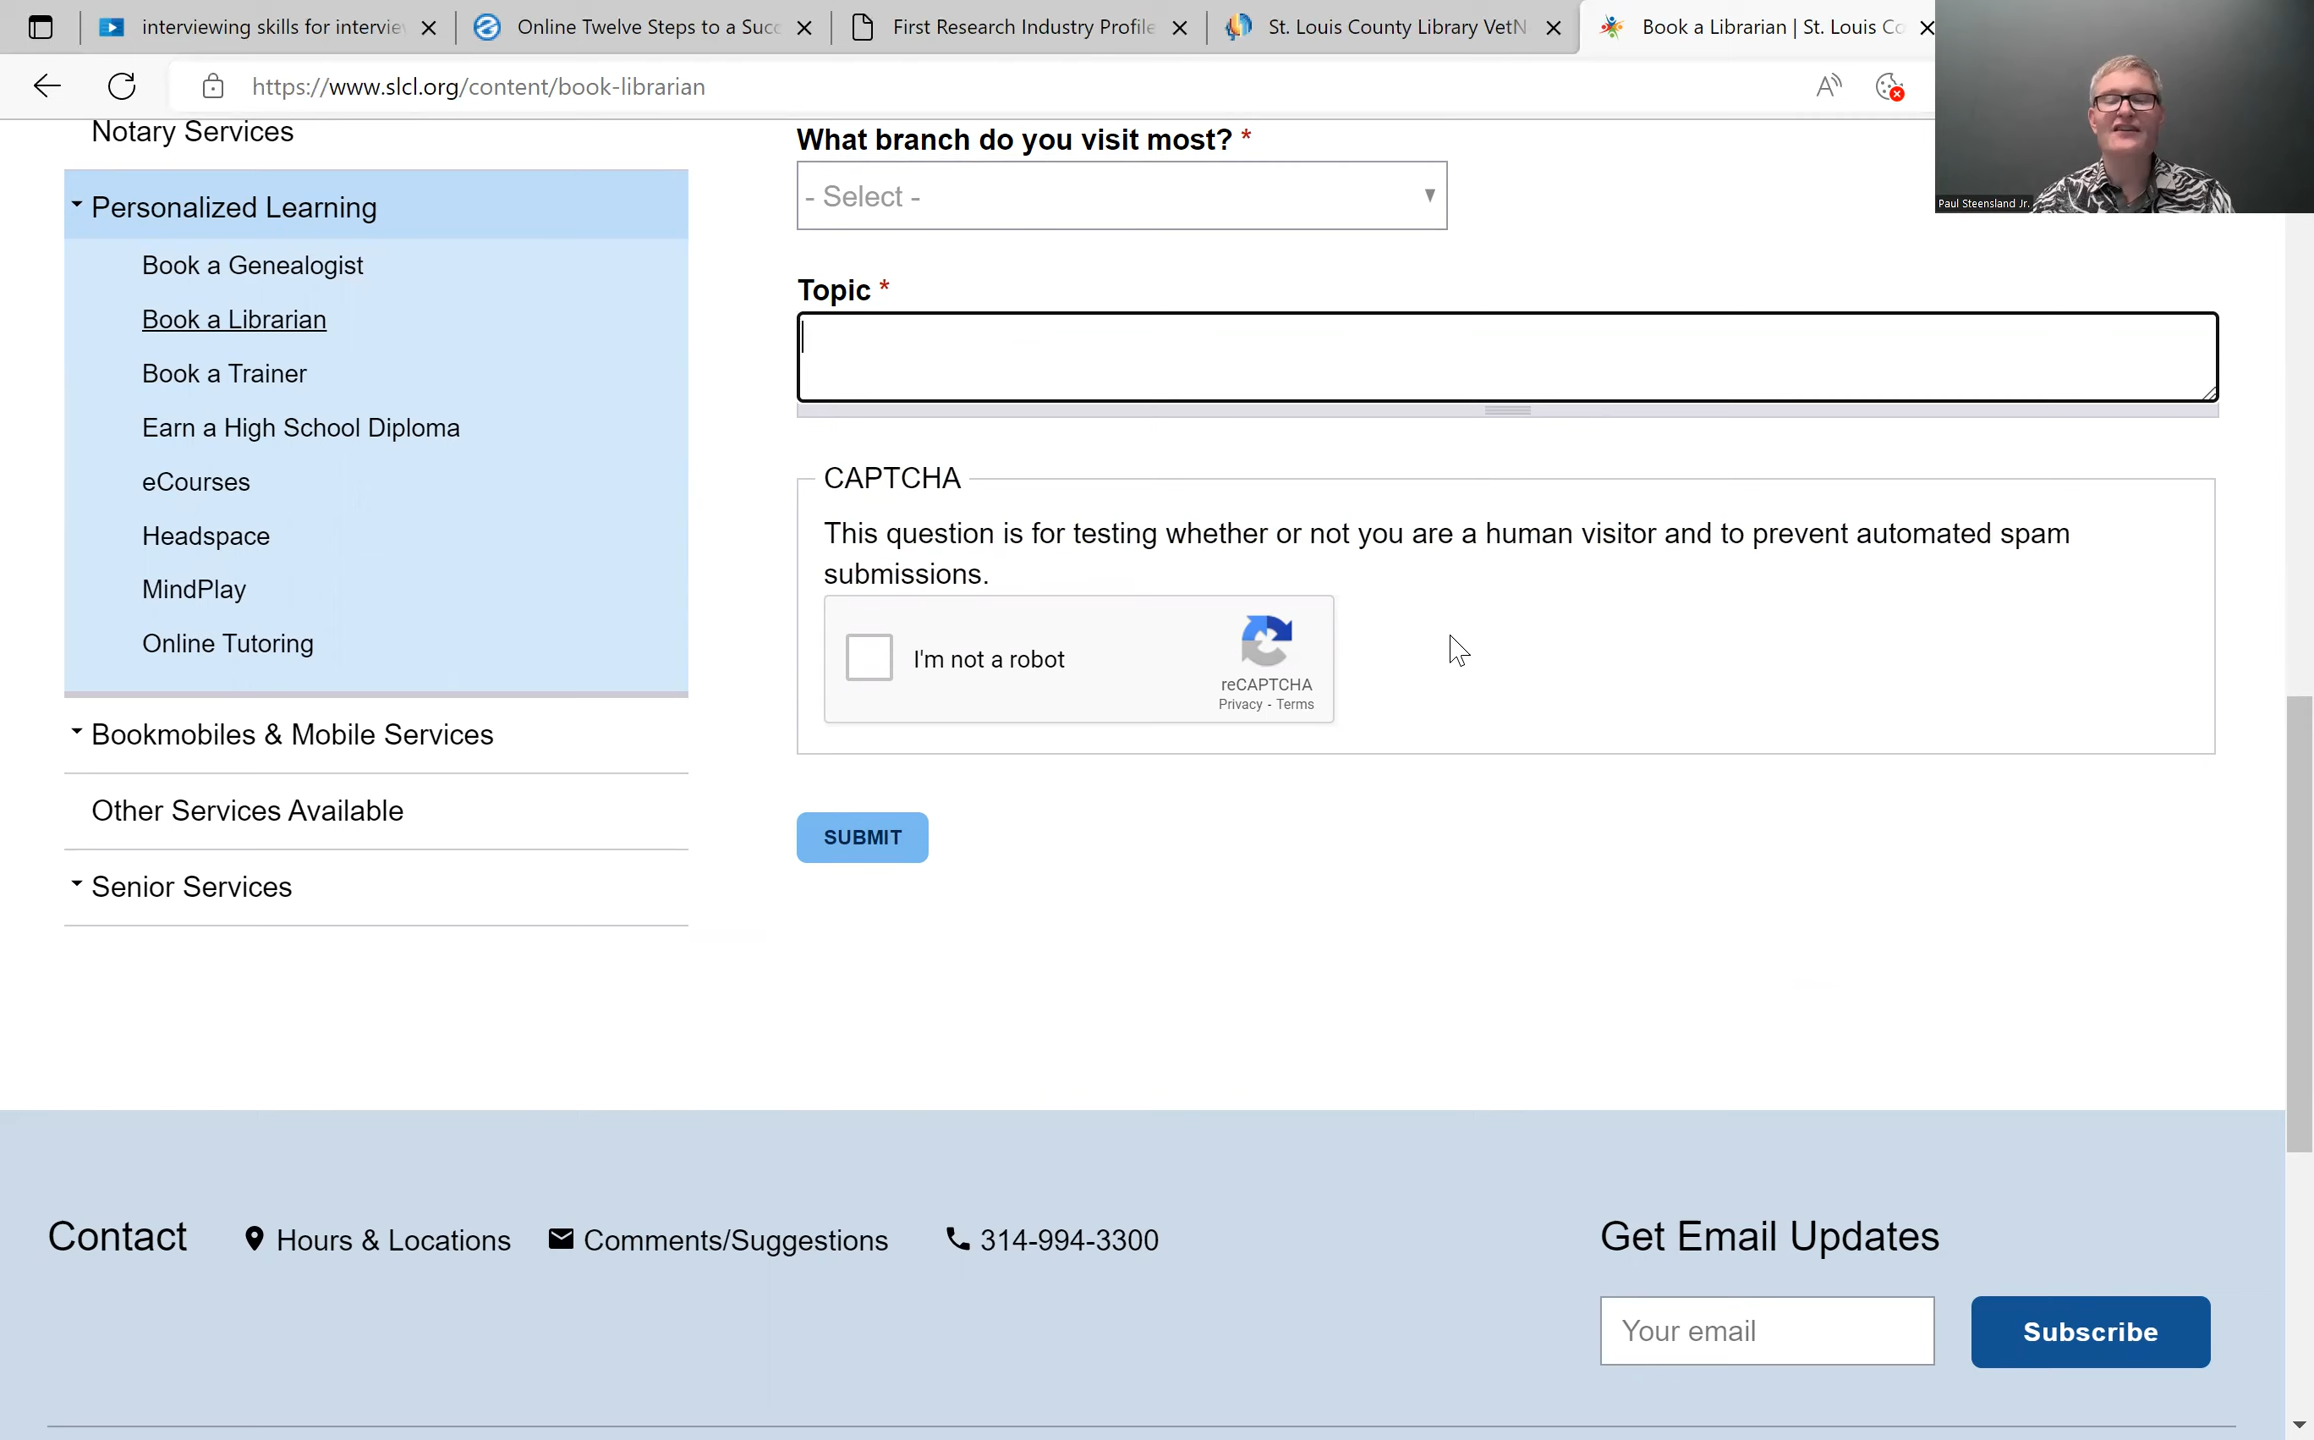 interviewing skills for intervie
Online Twelve Steps to a Succ
First Research Industry Profile
St. Louis County Library VetN
Book a Librarian | St. Louis Co
https://www.slcl.org/content/book-librarian
Paul Steensland Jr.
Notary Services
Personalized Learning
Book a Genealogist
Book a Librarian
Book a Trainer
Earn a High School Diploma
eCourses
Headspace
MindPlay
Online Tutoring
Bookmobiles & Mobile Services
Other Services Available
Senior Services
What branch do you visit most? *
- Select -
Topic *
CAPTCHA
This question is for testing whether or not you are a human visitor and to prevent automated spam
submissions.
I'm not a robot
reCAPTCHA
Privacy - Terms
SUBMIT
Contact
Hours & Locations
Comments/Suggestions
314-994-3300
Get Email Updates
Your email
Subscribe